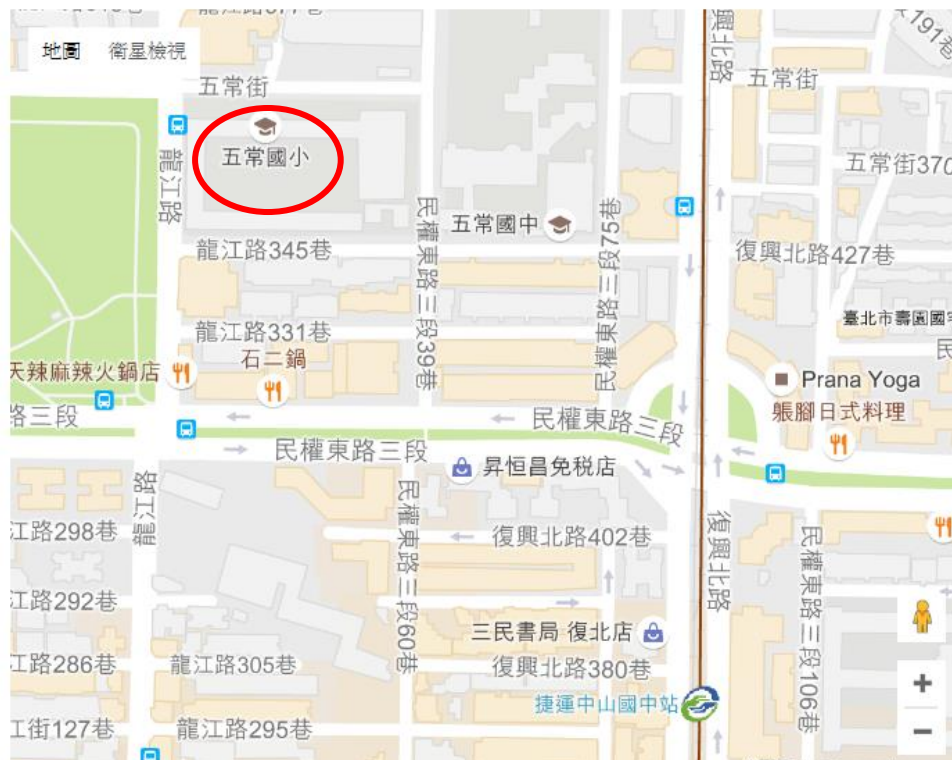 地圖 衛星檢視
復興北路
五常街
五常街
五常國小
龍江路
五常街370
民權東路三段39巷
五常國中
民權東路三段75巷
龍江路345巷
復興北路427巷
龍江路331巷
石二鍋
天辣麻辣火鍋店
Prana Yoga
賬腳日式料理
路三段
民權東路三段
民權東路三段
昇恒昌免稅店
龍江路
民權東路三段60巷
江路298巷
復興北路402巷
復興北路
民權東路三段106巷
江路292巷
三民書局 復北店
江路286巷
龍江路305巷
復興北路380巷
捷運中山國中站
江街127巷
龍江路295巷
+
−